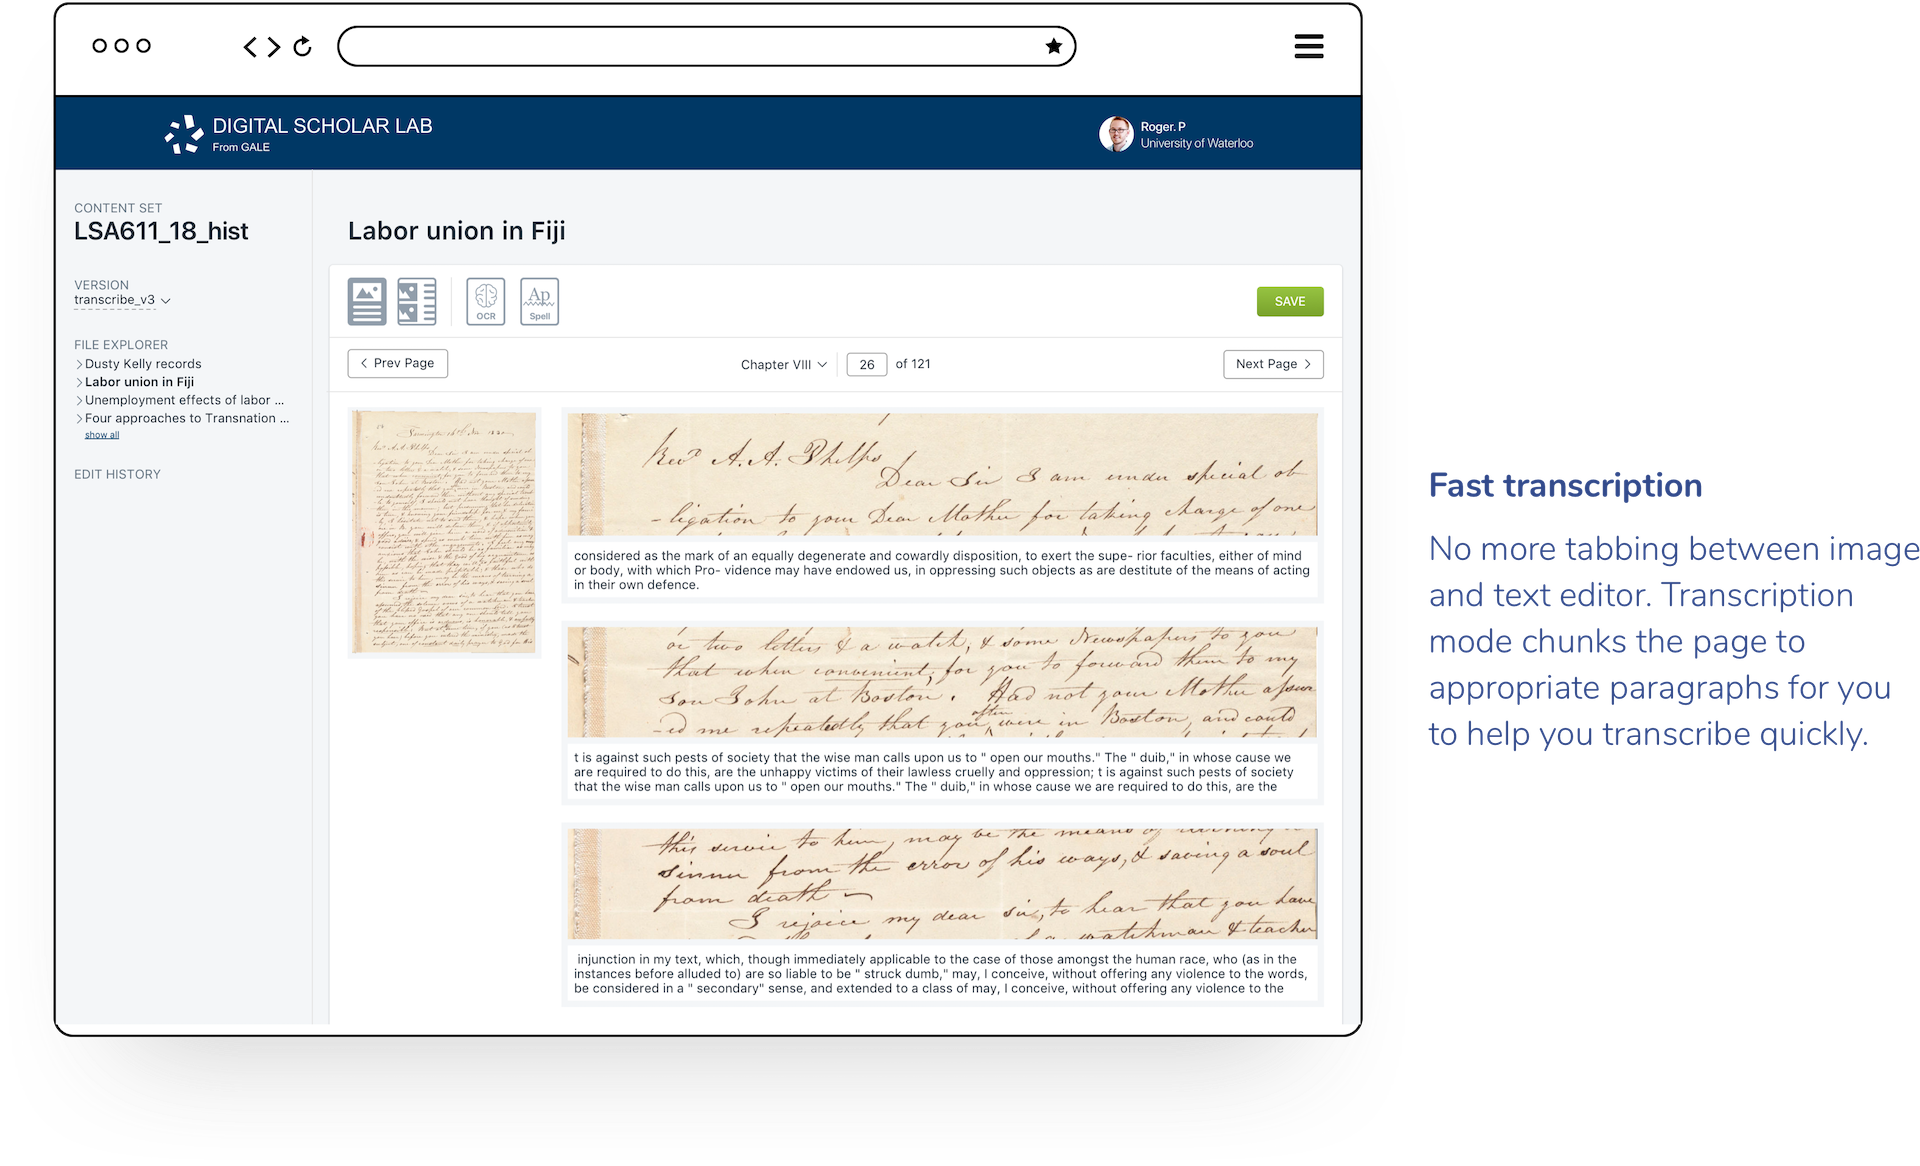 DIGITAL SCHOLAR LAB
From GALE
Roger. P
University of Waterloo
CONTENT SET
LSA611_18_hist
VERSION
transcribe_v3
FILE EXPLORER
Dusty Kelly records
Labor union in Fiji
Unemployment effects of labor ...
Four approaches to Transnation ...
show all
EDIT HISTORY
Labor union in Fiji
OCR
Ap
Spell
SAVE
Prev Page
Chapter VIII
26 of 121
Next Page
Revd A. A. Phelps
Dear Sir I am under special ob
-ligation to your Dear Mother for taking charge of one
considered as the mark of an equally degenerate and cowardly disposition, to exert the supe- rior faculties, either of mind
or body, with which Pro- vidence may have endowed us, in oppressing such objects as are destitute of the means of acting
in their own defence.
or two letters & a watch, & some Newspapers to you
that when convenient, for you to forward them to my
son John at Boston. Had not your Mother assur
-ed me repeatedly that you often were in Boston, and could
t is against such pests of society that the wise man calls upon us to " open our mouths." The " duib," in whose cause we
are required to do this, are the unhappy victims of their lawless cruelly and oppression; t is against such pests of society
that the wise man calls upon us to " open our mouths." The " duib," in whose cause we are required to do this, are the
this service to him, may be the means of
sinner from the error of his ways, & saving a soul
from death —
I rejoice my dear sir, to hear that you have
a watchman & teacher
injunction in my text, which, though immediately applicable to the case of those amongst the human race, who (as in the
instances before alluded to) are so liable to be " struck dumb," may, I conceive, without offering any violence to the words,
be considered in a " secondary" sense, and extended to a class of may, I conceive, without offering any violence to the
Fast transcription
No more tabbing between image
and text editor. Transcription
mode chunks the page to
appropriate paragraphs for you
to help you transcribe quickly.